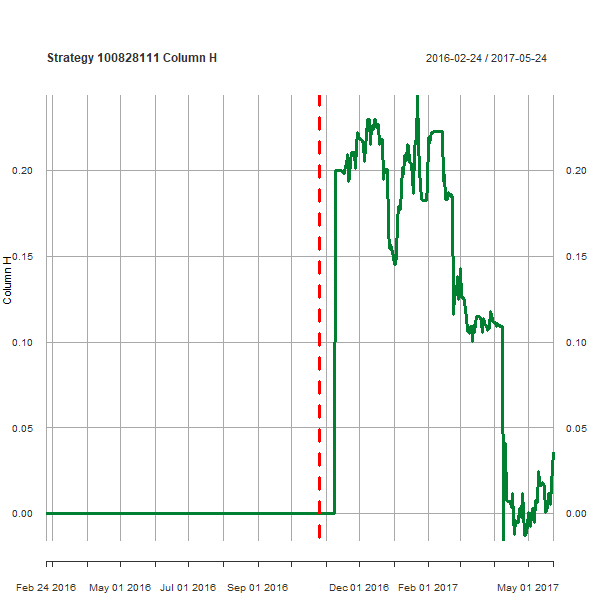 Strategy 100828111 Column H
2016-02-24 / 2017-05-24
Column H
0.20
0.15
0.10
0.05
0.00
0.20
0.15
0.10
0.05
0.00
Feb 24 2016
May 01 2016
Jul 01 2016
Sep 01 2016
Dec 01 2016
Feb 01 2017
May 01 2017